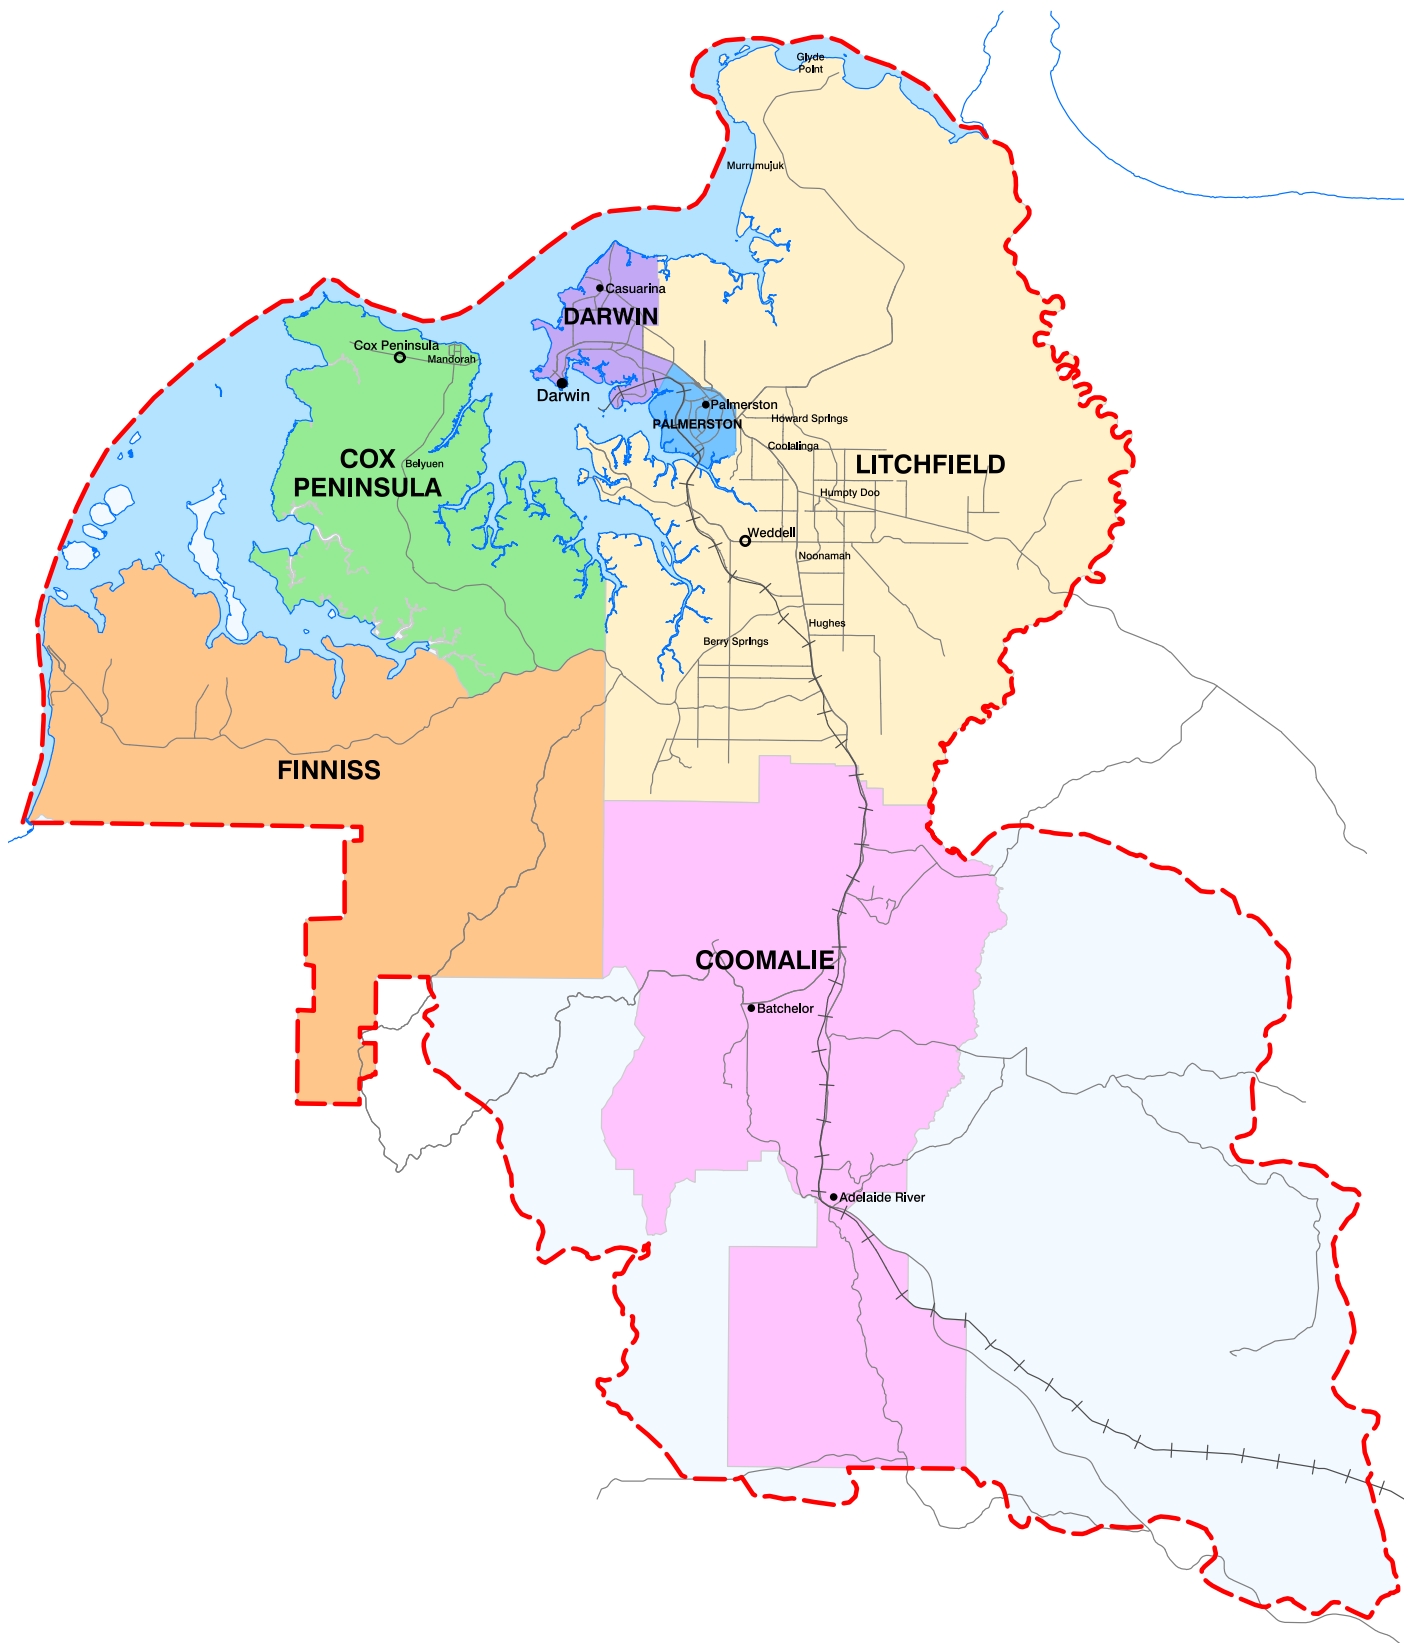 Glyde
Point
Murrumujuk
Casuarina
DARWIN
Cox Peninsula
Mandorah
Darwin
Palmerston
PALMERSTON
Howard Springs
Coolalinga
COX
PENINSULA
Belyuen
LITCHFIELD
Humpty Doo
Weddell
Noonamah
Hughes
Berry Springs
FINNISS
COOMALIE
Batchelor
Adelaide River